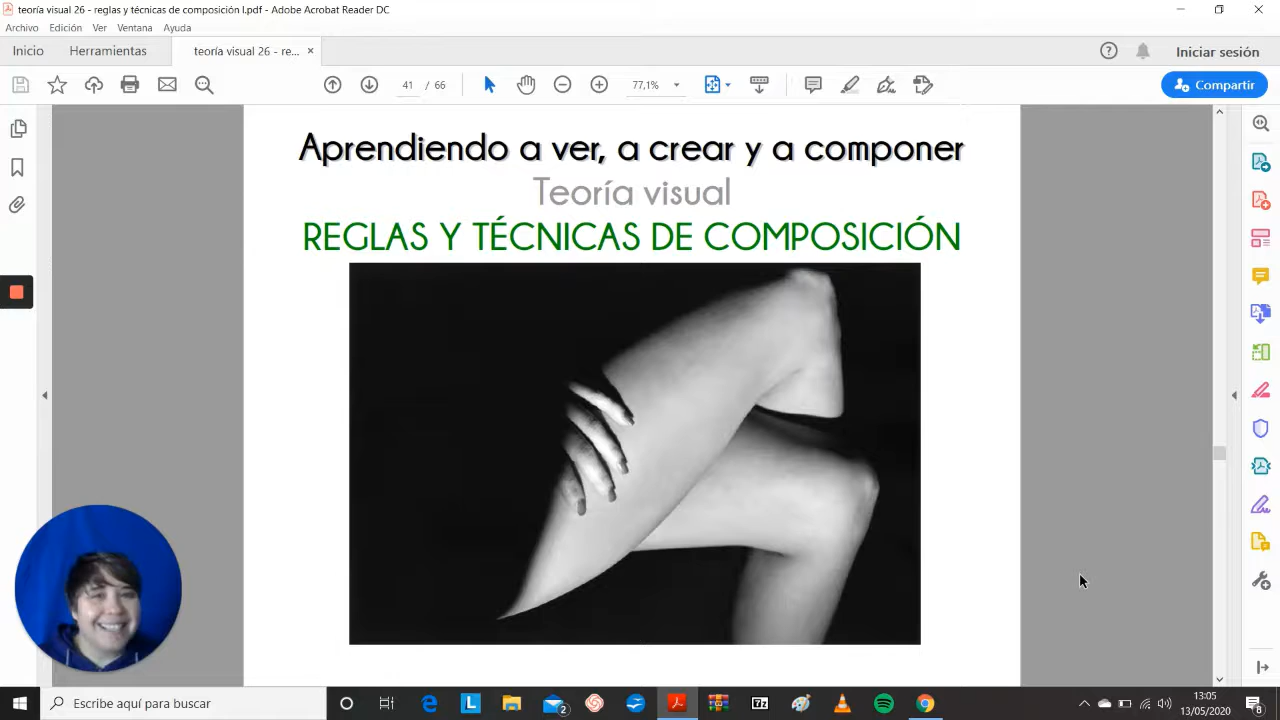 teoría visual 26 - reglas y técnicas de composición I.pdf - Adobe Acrobat Reader DC
Archivo Edición Ver Ventana Ayuda
Inicio Herramientas teoría visual 26 - re... × Iniciar sesión
41 / 66 77,1% Compartir
Aprendiendo a ver, a crear y a componer
Teoría visual
REGLAS Y TÉCNICAS DE COMPOSICIÓN
Escribe aquí para buscar
13:05
13/05/2020